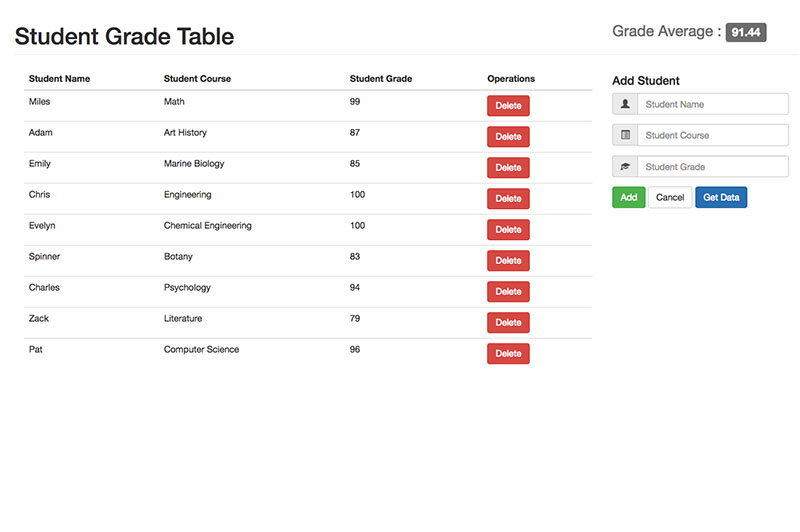 Student Grade Table
Grade Average : 91.44
Student Name Student Course Student Grade Operations
Miles Math 99 Delete
Adam Art History 87 Delete
Emily Marine Biology 85 Delete
Chris Engineering 100 Delete
Evelyn Chemical Engineering 100 Delete
Spinner Botany 83 Delete
Charles Psychology 94 Delete
Zack Literature 79 Delete
Pat Computer Science 96 Delete
Add Student
Student Name
Student Course
Student Grade
Add Cancel Get Data